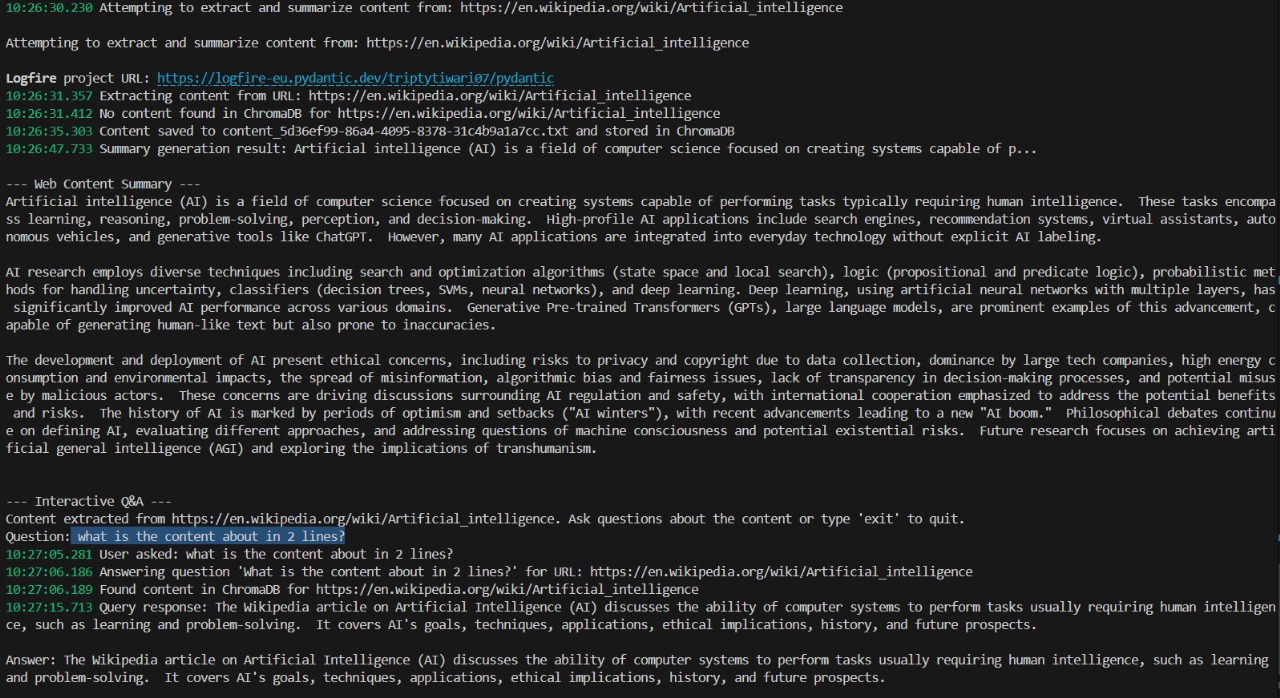 10:26:30.230 Attempting to extract and summarize content from: https://en.wikipedia.org/wiki/Artificial_intelligence
Attempting to extract and summarize content from: https://en.wikipedia.org/wiki/Artificial_intelligence
Logfire project URL: https://logfire-eu.pydantic.dev/triptytiwari07/pydantic
10:26:31.357 Extracting content from URL: https://en.wikipedia.org/wiki/Artificial_intelligence
10:26:31.412 No content found in ChromaDB for https://en.wikipedia.org/wiki/Artificial_intelligence
10:26:35.303 Content saved to content_5d36ef99-86a4-4095-8378-31c4b9a1a7cc.txt and stored in ChromaDB
10:26:47.733 Summary generation result: Artificial intelligence (AI) is a field of computer science focused on creating systems capable of p...
--- Web Content Summary ---
Artificial intelligence (AI) is a field of computer science focused on creating systems capable of performing tasks typically requiring human intelligence.  These tasks encompa
ss learning, reasoning, problem-solving, perception, and decision-making.  High-profile AI applications include search engines, recommendation systems, virtual assistants, auto
nomous vehicles, and generative tools like ChatGPT.  However, many AI applications are integrated into everyday technology without explicit AI labeling.
AI research employs diverse techniques including search and optimization algorithms (state space and local search), logic (propositional and predicate logic), probabilistic met
hods for handling uncertainty, classifiers (decision trees, SVMs, neural networks), and deep learning. Deep learning, using artificial neural networks with multiple layers, has
 significantly improved AI performance across various domains.  Generative Pre-trained Transformers (GPTs), large language models, are prominent examples of this advancement, c
apable of generating human-like text but also prone to inaccuracies.
The development and deployment of AI present ethical concerns, including risks to privacy and copyright due to data collection, dominance by large tech companies, high energy c
onsumption and environmental impacts, the spread of misinformation, algorithmic bias and fairness issues, lack of transparency in decision-making processes, and potential misus
e by malicious actors.  These concerns are driving discussions surrounding AI regulation and safety, with international cooperation emphasized to address the potential benefits
 and risks.  The history of AI is marked by periods of optimism and setbacks ("AI winters"), with recent advancements leading to a new "AI boom."  Philosophical debates continu
e on defining AI, evaluating different approaches, and addressing questions of machine consciousness and potential existential risks.  Future research focuses on achieving arti
ficial general intelligence (AGI) and exploring the implications of transhumanism.
--- Interactive Q&A ---
Content extracted from https://en.wikipedia.org/wiki/Artificial_intelligence. Ask questions about the content or type 'exit' to quit.
Question: what is the content about in 2 lines?
10:27:05.281 User asked: what is the content about in 2 lines?
10:27:06.186 Answering question 'What is the content about in 2 lines?' for URL: https://en.wikipedia.org/wiki/Artificial_intelligence
10:27:06.189 Found content in ChromaDB for https://en.wikipedia.org/wiki/Artificial_intelligence
10:27:15.713 Query response: The Wikipedia article on Artificial Intelligence (AI) discusses the ability of computer systems to perform tasks usually requiring human intelligen
ce, such as learning and problem-solving.  It covers AI's goals, techniques, applications, ethical implications, history, and future prospects.
Answer: The Wikipedia article on Artificial Intelligence (AI) discusses the ability of computer systems to perform tasks usually requiring human intelligence, such as learning
and problem-solving.  It covers AI's goals, techniques, applications, ethical implications, history, and future prospects.